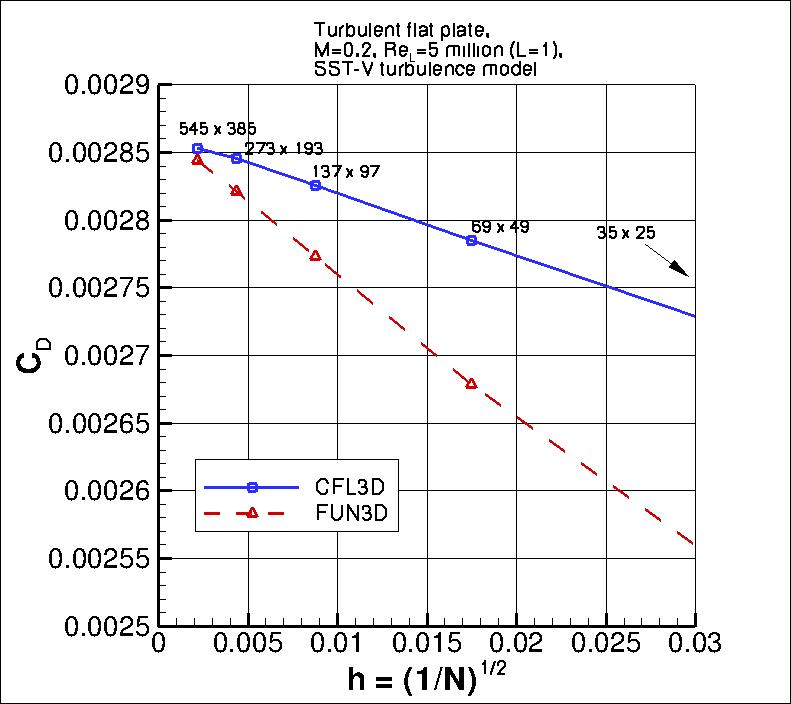 Turbulent flat plate,
M=0.2, Re_L=5 million (L=1),
SST-V turbulence model
0.0029
545 x 385
0.00285
273 x 193
137 x 97
0.0028
69 x 49
35 x 25
0.00275
C_D
0.0027
0.00265
0.0026
CFL3D
FUN3D
0.00255
0.0025
0 0.005 0.01 0.015 0.02 0.025 0.03
h = (1/N)^1/2